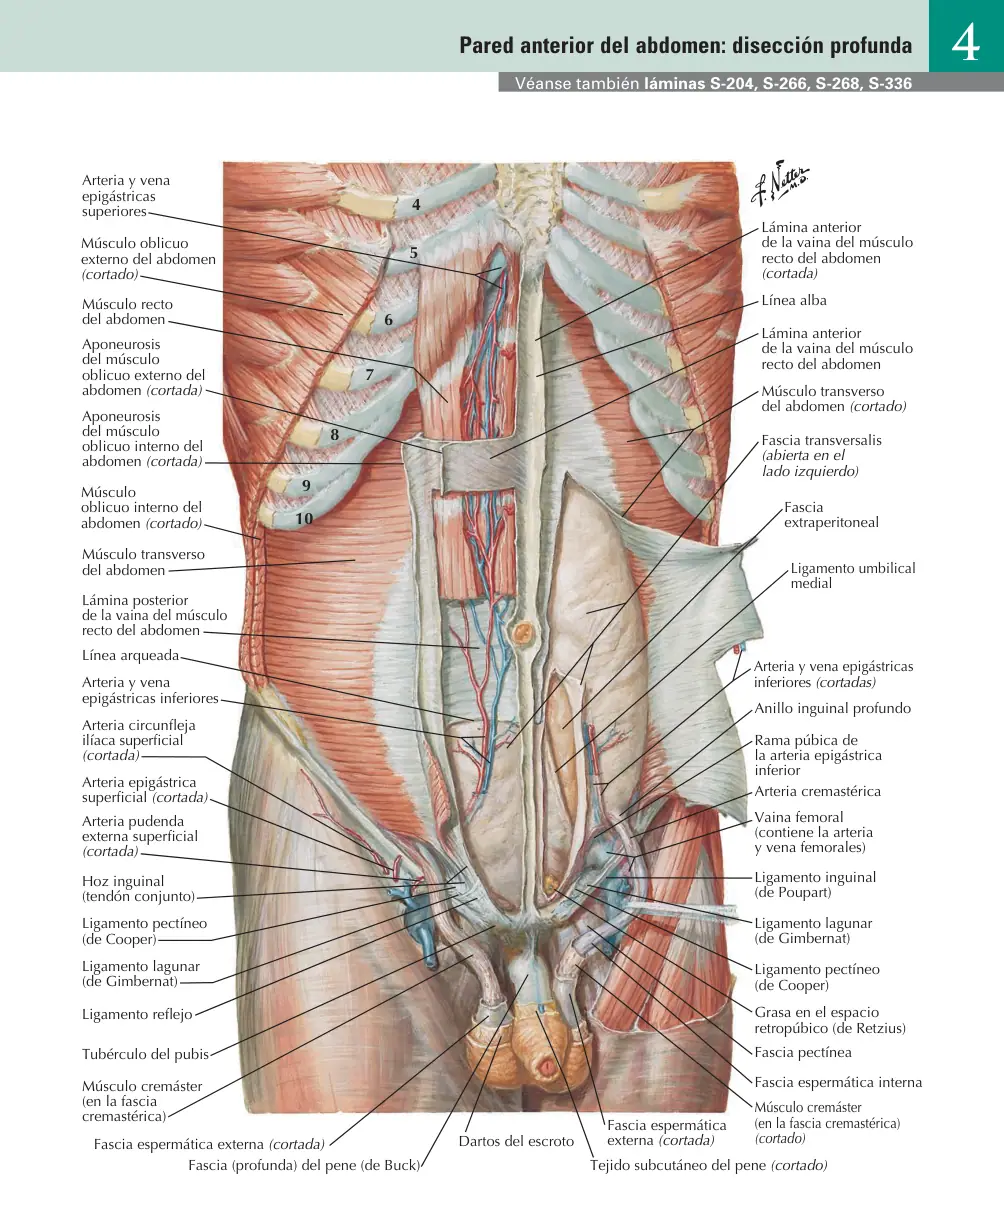 Pared anterior del abdomen: disección profunda
4
Véanse también láminas S-204, S-266, S-268, S-336
Arteria y vena
epigástricas
superiores
Músculo oblicuo
externo del abdomen
(cortado)
Músculo recto
del abdomen
Aponeurosis
del músculo
oblicuo externo del
abdomen (cortada)
Aponeurosis
del músculo
oblicuo interno del
abdomen (cortada)
Músculo
oblicuo interno del
abdomen (cortado)
Músculo transverso
del abdomen
Lámina posterior
de la vaina del músculo
recto del abdomen
Línea arqueada
Arteria y vena
epigástricas inferiores
Arteria circunfleja
ilíaca superficial
(cortada)
Arteria epigástrica
superficial (cortada)
Arteria pudenda
externa superficial
(cortada)
Hoz inguinal
(tendón conjunto)
Ligamento pectíneo
(de Cooper)
Ligamento lagunar
(de Gimbernat)
Ligamento reflejo
Tubérculo del pubis
Músculo cremáster
(en la fascia
cremastérica)
Fascia espermática externa (cortada)
Fascia (profunda) del pene (de Buck)
4
5
6
7
8
9
10
F. Netter
M.D.
Lámina anterior
de la vaina del músculo
recto del abdomen
(cortada)
Línea alba
Lámina anterior
de la vaina del músculo
recto del abdomen
Músculo transverso
del abdomen (cortado)
Fascia transversalis
(abierta en el
lado izquierdo)
Fascia
extraperitoneal
Ligamento umbilical
medial
Arteria y vena epigástricas
inferiores (cortadas)
Anillo inguinal profundo
Rama púbica de
la arteria epigástrica
inferior
Arteria cremastérica
Vaina femoral
(contiene la arteria
y vena femorales)
Ligamento inguinal
(de Poupart)
Ligamento lagunar
(de Gimbernat)
Ligamento pectíneo
(de Cooper)
Grasa en el espacio
retropúbico (de Retzius)
Fascia pectínea
Fascia espermática interna
Músculo cremáster
(en la fascia cremastérica)
(cortado)
Fascia espermática
externa (cortada)
Dartos del escroto
Tejido subcutáneo del pene (cortado)